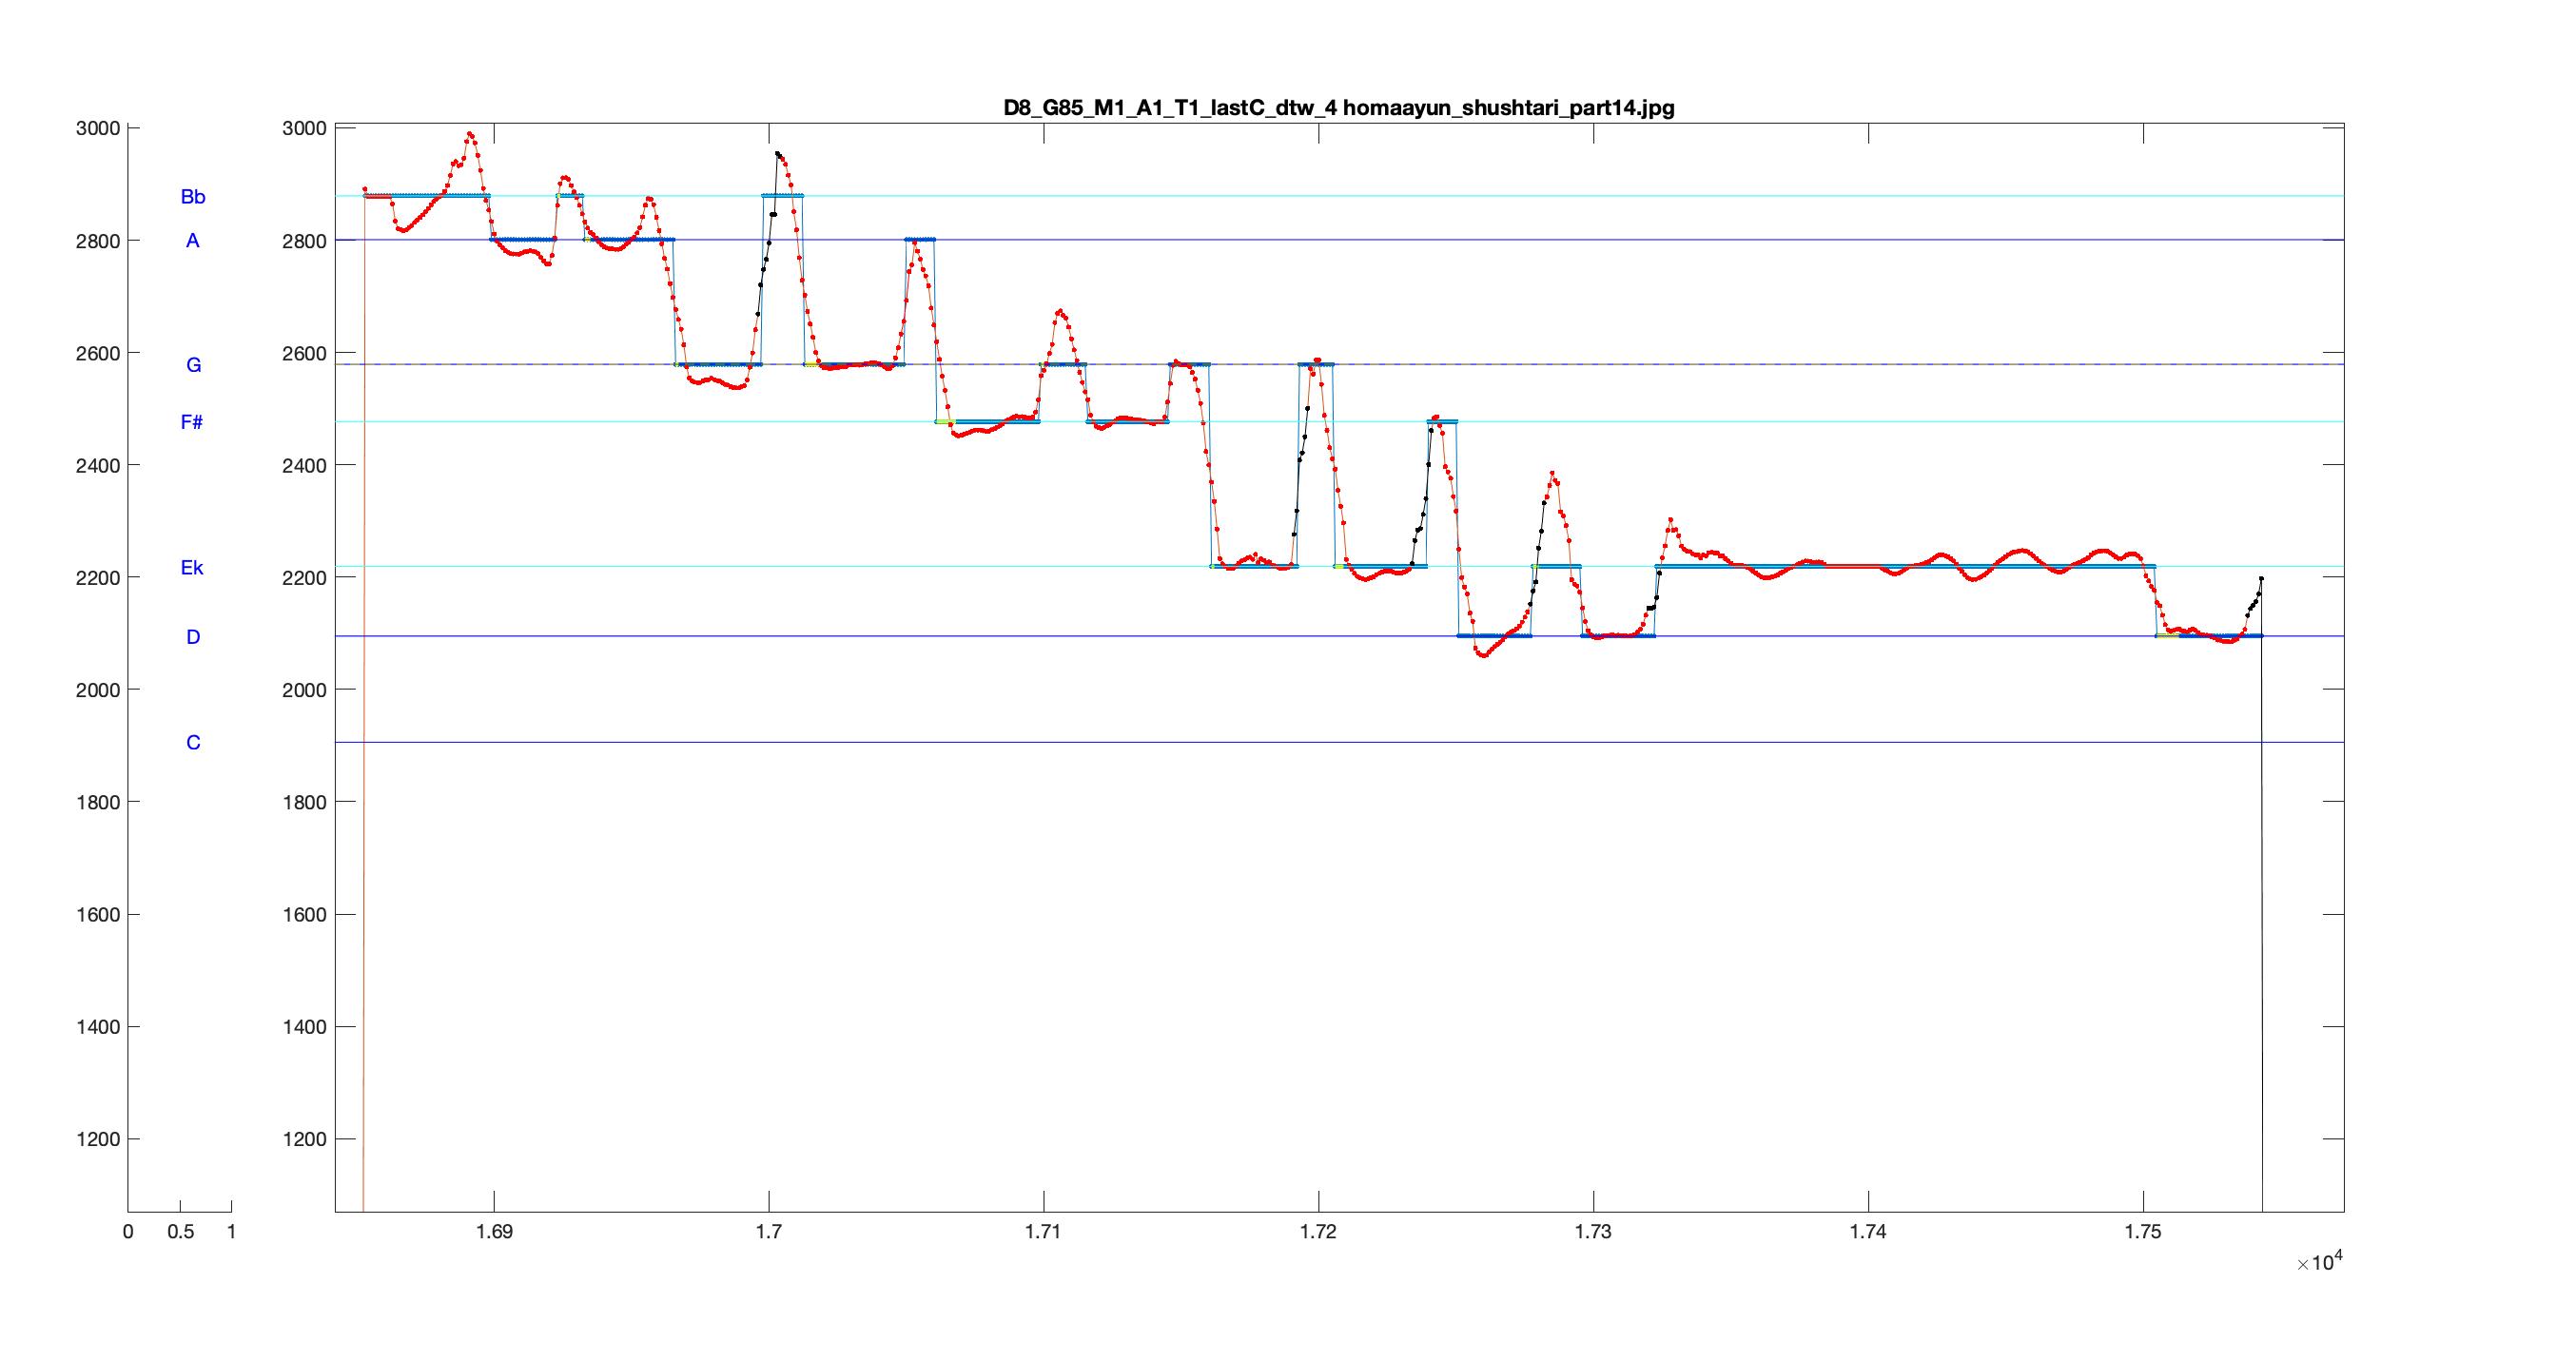 D8_G85_M1_A1_T1_lastC_dtw_4 homaayun_shushtari_part14.jpg
3000 3000
Bb
2800 A 2800
2600 2600
G
F#
2400 2400
2200 Ek 2200
D
2000 2000
C
1800 1800
1600 1600
1400 1400
1200 1200
0 0.5 1 1.69 1.7 1.71 1.72 1.73 1.74 1.75
×10⁴